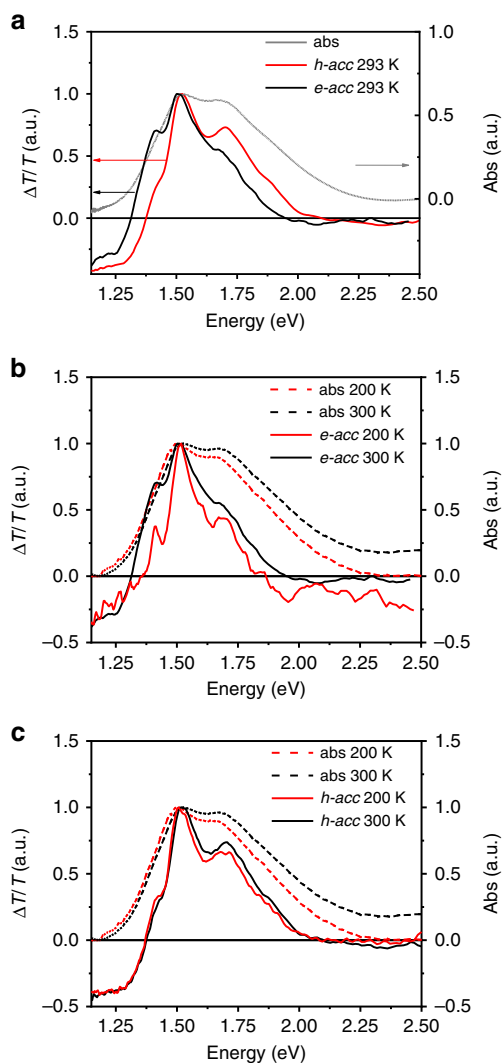 a
1.5
1.0
0.5
0.0
ΔT/T (a.u.)
abs
h-acc 293 K
e-acc 293 K
1.0
0.5
0.0
Abs (a.u.)
1.25 1.50 1.75 2.00 2.25 2.50
Energy (eV)
b
1.5
1.0
0.5
0.0
–0.5
ΔT/T (a.u.)
abs 200 K
abs 300 K
e-acc 200 K
e-acc 300 K
1.5
1.0
0.5
0.0
–0.5
Abs (a.u.)
1.25 1.50 1.75 2.00 2.25 2.50
Energy (eV)
c
1.5
1.0
0.5
0.0
–0.5
ΔT/T (a.u.)
abs 200 K
abs 300 K
h-acc 200 K
h-acc 300 K
1.5
1.0
0.5
0.0
–0.5
Abs (a.u.)
1.25 1.50 1.75 2.00 2.25 2.50
Energy (eV)